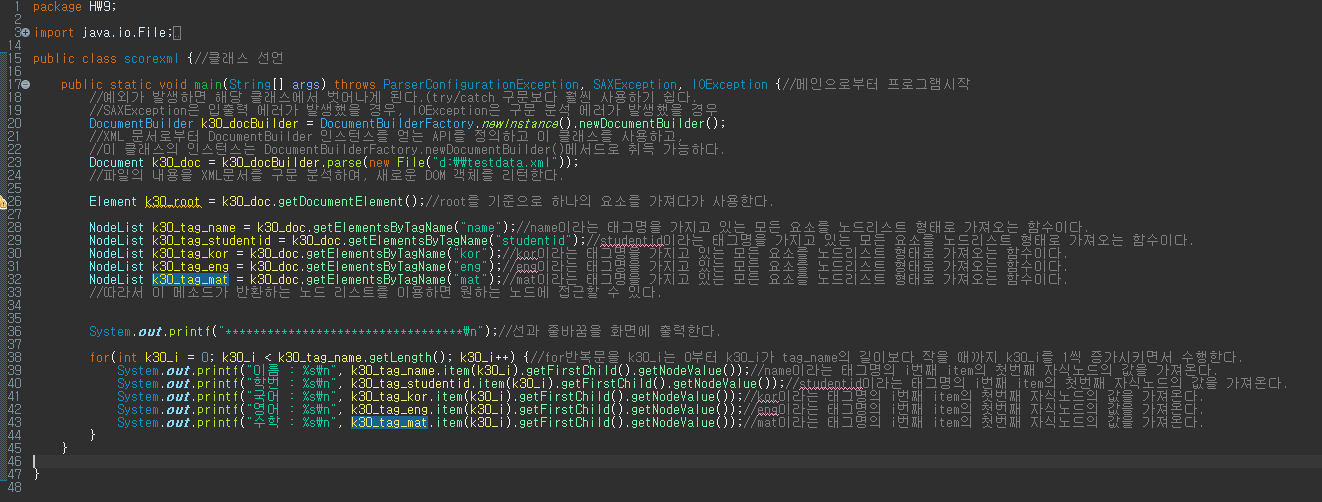 1 package HW9;
2
3 import java.io.File;
14
15 public class scorexml {//클래스 선언
16
17 public static void main(String[] args) throws ParserConfigurationException, SAXException, IOException {//메인으로부터 프로그램시작
18 //예외가 발생하면 해당 클래스에서 벗어나게 된다.(try/catch 구문보다 훨씬 사용하기 쉽다.
19 //SAXException은 입출력 에러가 발생했을 경우, IOException은 구문 분석 에러가 발생했을 경우
20 DocumentBuilder k30_docBuilder = DocumentBuilderFactory.newInstance().newDocumentBuilder();
21 //XML 문서로부터 DocumentBuilder 인스턴스를 얻는 API를 정의하고 이 클래스를 사용하고,
22 //이 클래스의 인스턴스는 DocumentBuilderFactory.newDocumentBuilder()메서드로 취득 가능하다.
23 Document k30_doc = k30_docBuilder.parse(new File("d:₩₩testdata.xml"));
24 //파일의 내용을 XML문서를 구문 분석하여, 새로운 DOM 객체를 리턴한다.
25
26 Element k30_root = k30_doc.getDocumentElement();//root를 기준으로 하나의 요소를 가져다가 사용한다.
27
28 NodeList k30_tag_name = k30_doc.getElementsByTagName("name");//name이라는 태그명을 가지고 있는 모든 요소를 노드리스트 형태로 가져오는 함수이다.
29 NodeList k30_tag_studentid = k30_doc.getElementsByTagName("studentid");//studentid이라는 태그명을 가지고 있는 모든 요소를 노드리스트 형태로 가져오는 함수이다.
30 NodeList k30_tag_kor = k30_doc.getElementsByTagName("kor");//kor이라는 태그명을 가지고 있는 모든 요소를 노드리스트 형태로 가져오는 함수이다.
31 NodeList k30_tag_eng = k30_doc.getElementsByTagName("eng");//eng이라는 태그명을 가지고 있는 모든 요소를 노드리스트 형태로 가져오는 함수이다.
32 NodeList k30_tag_mat = k30_doc.getElementsByTagName("mat");//mat이라는 태그명을 가지고 있는 모든 요소를 노드리스트 형태로 가져오는 함수이다.
33 //따라서 이 메소드가 반환하는 노드 리스트를 이용하면 원하는 노드에 접근할 수 있다.
34
35
36 System.out.printf("**********************************₩n");//선과 줄바꿈을 화면에 출력한다.
37
38 for(int k30_i = 0; k30_i < k30_tag_name.getLength(); k30_i++) {//for반복문을 k30_i는 0부터 k30_i가 tag_name의 길이보다 작을 때까지 k30_i를 1씩 증가시키면서 수행한다.
39 System.out.printf("이름 : %s₩n", k30_tag_name.item(k30_i).getFirstChild().getNodeValue());//name이라는 태그명의 i번째 item의 첫번째 자식노드의 값을 가져온다.
40 System.out.printf("학번 : %s₩n", k30_tag_studentid.item(k30_i).getFirstChild().getNodeValue());//studentid이라는 태그명의 i번째 item의 첫번째 자식노드의 값을 가져온다.
41 System.out.printf("국어 : %s₩n", k30_tag_kor.item(k30_i).getFirstChild().getNodeValue());//kor이라는 태그명의 i번째 item의 첫번째 자식노드의 값을 가져온다.
42 System.out.printf("영어 : %s₩n", k30_tag_eng.item(k30_i).getFirstChild().getNodeValue());//eng이라는 태그명의 i번째 item의 첫번째 자식노드의 값을 가져온다.
43 System.out.printf("수학 : %s₩n", k30_tag_mat.item(k30_i).getFirstChild().getNodeValue());//mat이라는 태그명의 i번째 item의 첫번째 자식노드의 값을 가져온다.
44 }
45 }
46
47 }
48